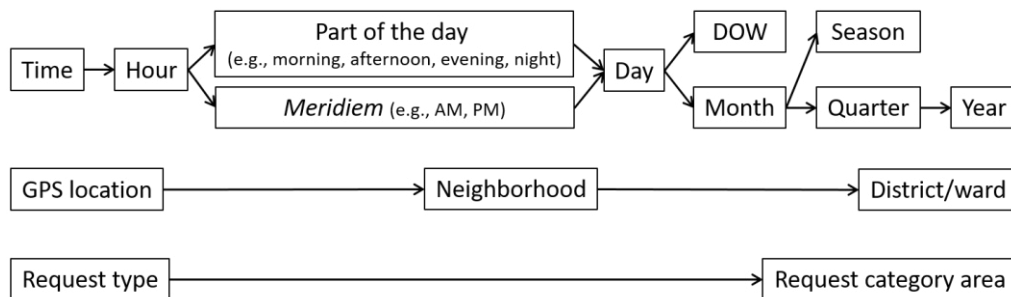 Part of the day
(e.g., morning, afternoon, evening, night)
DOW
Season
Time
Hour
Day
Meridiem (e.g., AM, PM)
Month
Quarter
Year
GPS location
Neighborhood
District/ward
Request type
Request category area